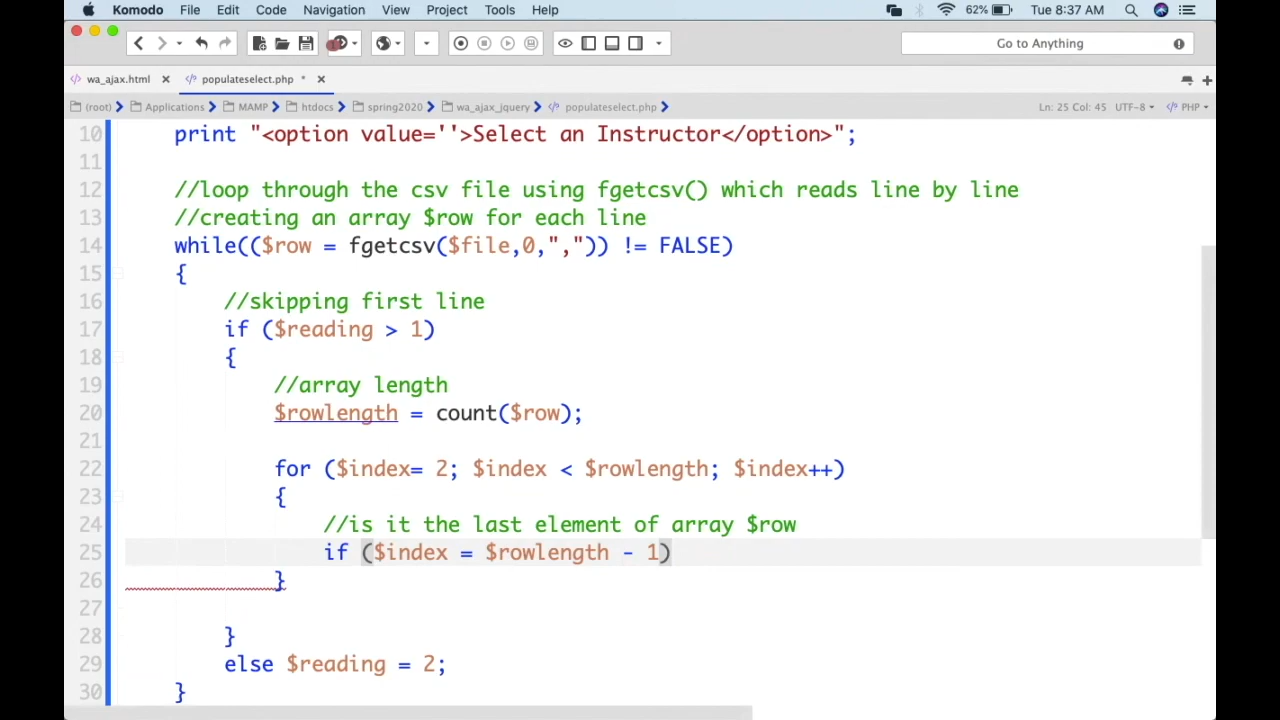 Komodo File Edit Code Navigation View Project Tools Help 62% Tue 8:37 AM
Go to Anything
wa_ajax.html populateselect.php *
(root) Applications MAMP htdocs spring2020 wa_ajax_jquery populateselect.php Ln: 25 Col: 45 UTF-8 PHP
10 print "<option value=''>Select an Instructor</option>";
11
12 //loop through the csv file using fgetcsv() which reads line by line
13 //creating an array $row for each line
14 while(($row = fgetcsv($file,0,",")) != FALSE)
15 {
16 //skipping first line
17 if ($reading > 1)
18 {
19 //array length
20 $rowlength = count($row);
21
22 for ($index= 2; $index < $rowlength; $index++)
23 {
24 //is it the last element of array $row
25 if ($index = $rowlength - 1)
26 }
27
28 }
29 else $reading = 2;
30 }